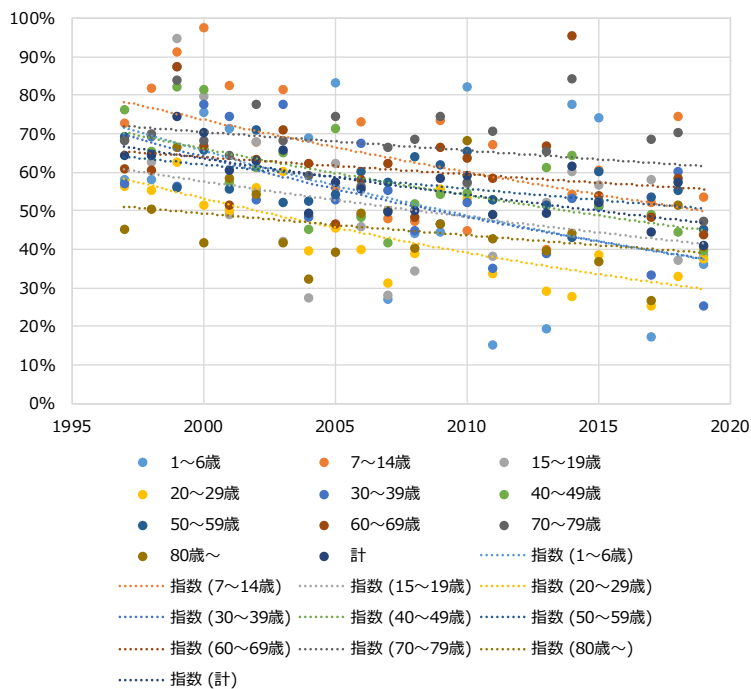 100%
90%
80%
70%
60%
50%
40%
30%
20%
10%
0%
1995 2000 2005 2010 2015 2020
1～6歳 7～14歳 15～19歳
20～29歳 30～39歳 40～49歳
50～59歳 60～69歳 70～79歳
80歳～ 計 指数 (1～6歳)
指数 (7～14歳) 指数 (15～19歳) 指数 (20～29歳)
指数 (30～39歳) 指数 (40～49歳) 指数 (50～59歳)
指数 (60～69歳) 指数 (70～79歳) 指数 (80歳～)
指数 (計)